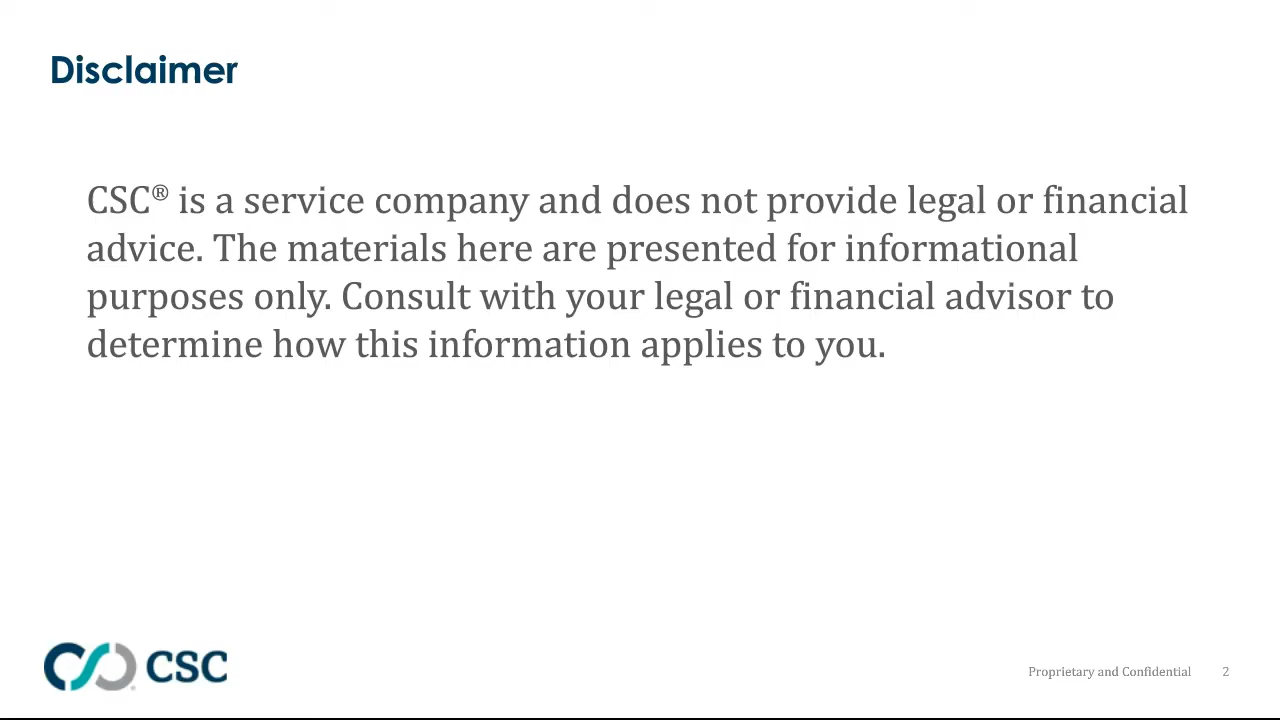 Disclaimer
CSC® is a service company and does not provide legal or financial
advice. The materials here are presented for informational
purposes only. Consult with your legal or financial advisor to
determine how this information applies to you.
CSC
Proprietary and Confidential 2